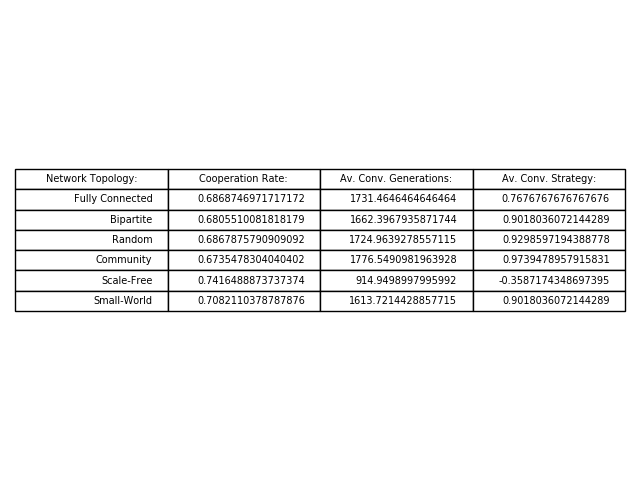 Network Topology: Cooperation Rate: Av. Conv. Generations: Av. Conv. Strategy:
Fully Connected 0.6868746971717172 1731.4646464646464 0.7676767676767676
Bipartite 0.6805510081818179 1662.3967935871744 0.9018036072144289
Random 0.6867875790909092 1724.9639278557115 0.9298597194388778
Community 0.6735478304040402 1776.5490981963928 0.9739478957915831
Scale-Free 0.7416488873737374 914.9498997995992 -0.3587174348697395
Small-World 0.7082110378787876 1613.7214428857715 0.9018036072144289